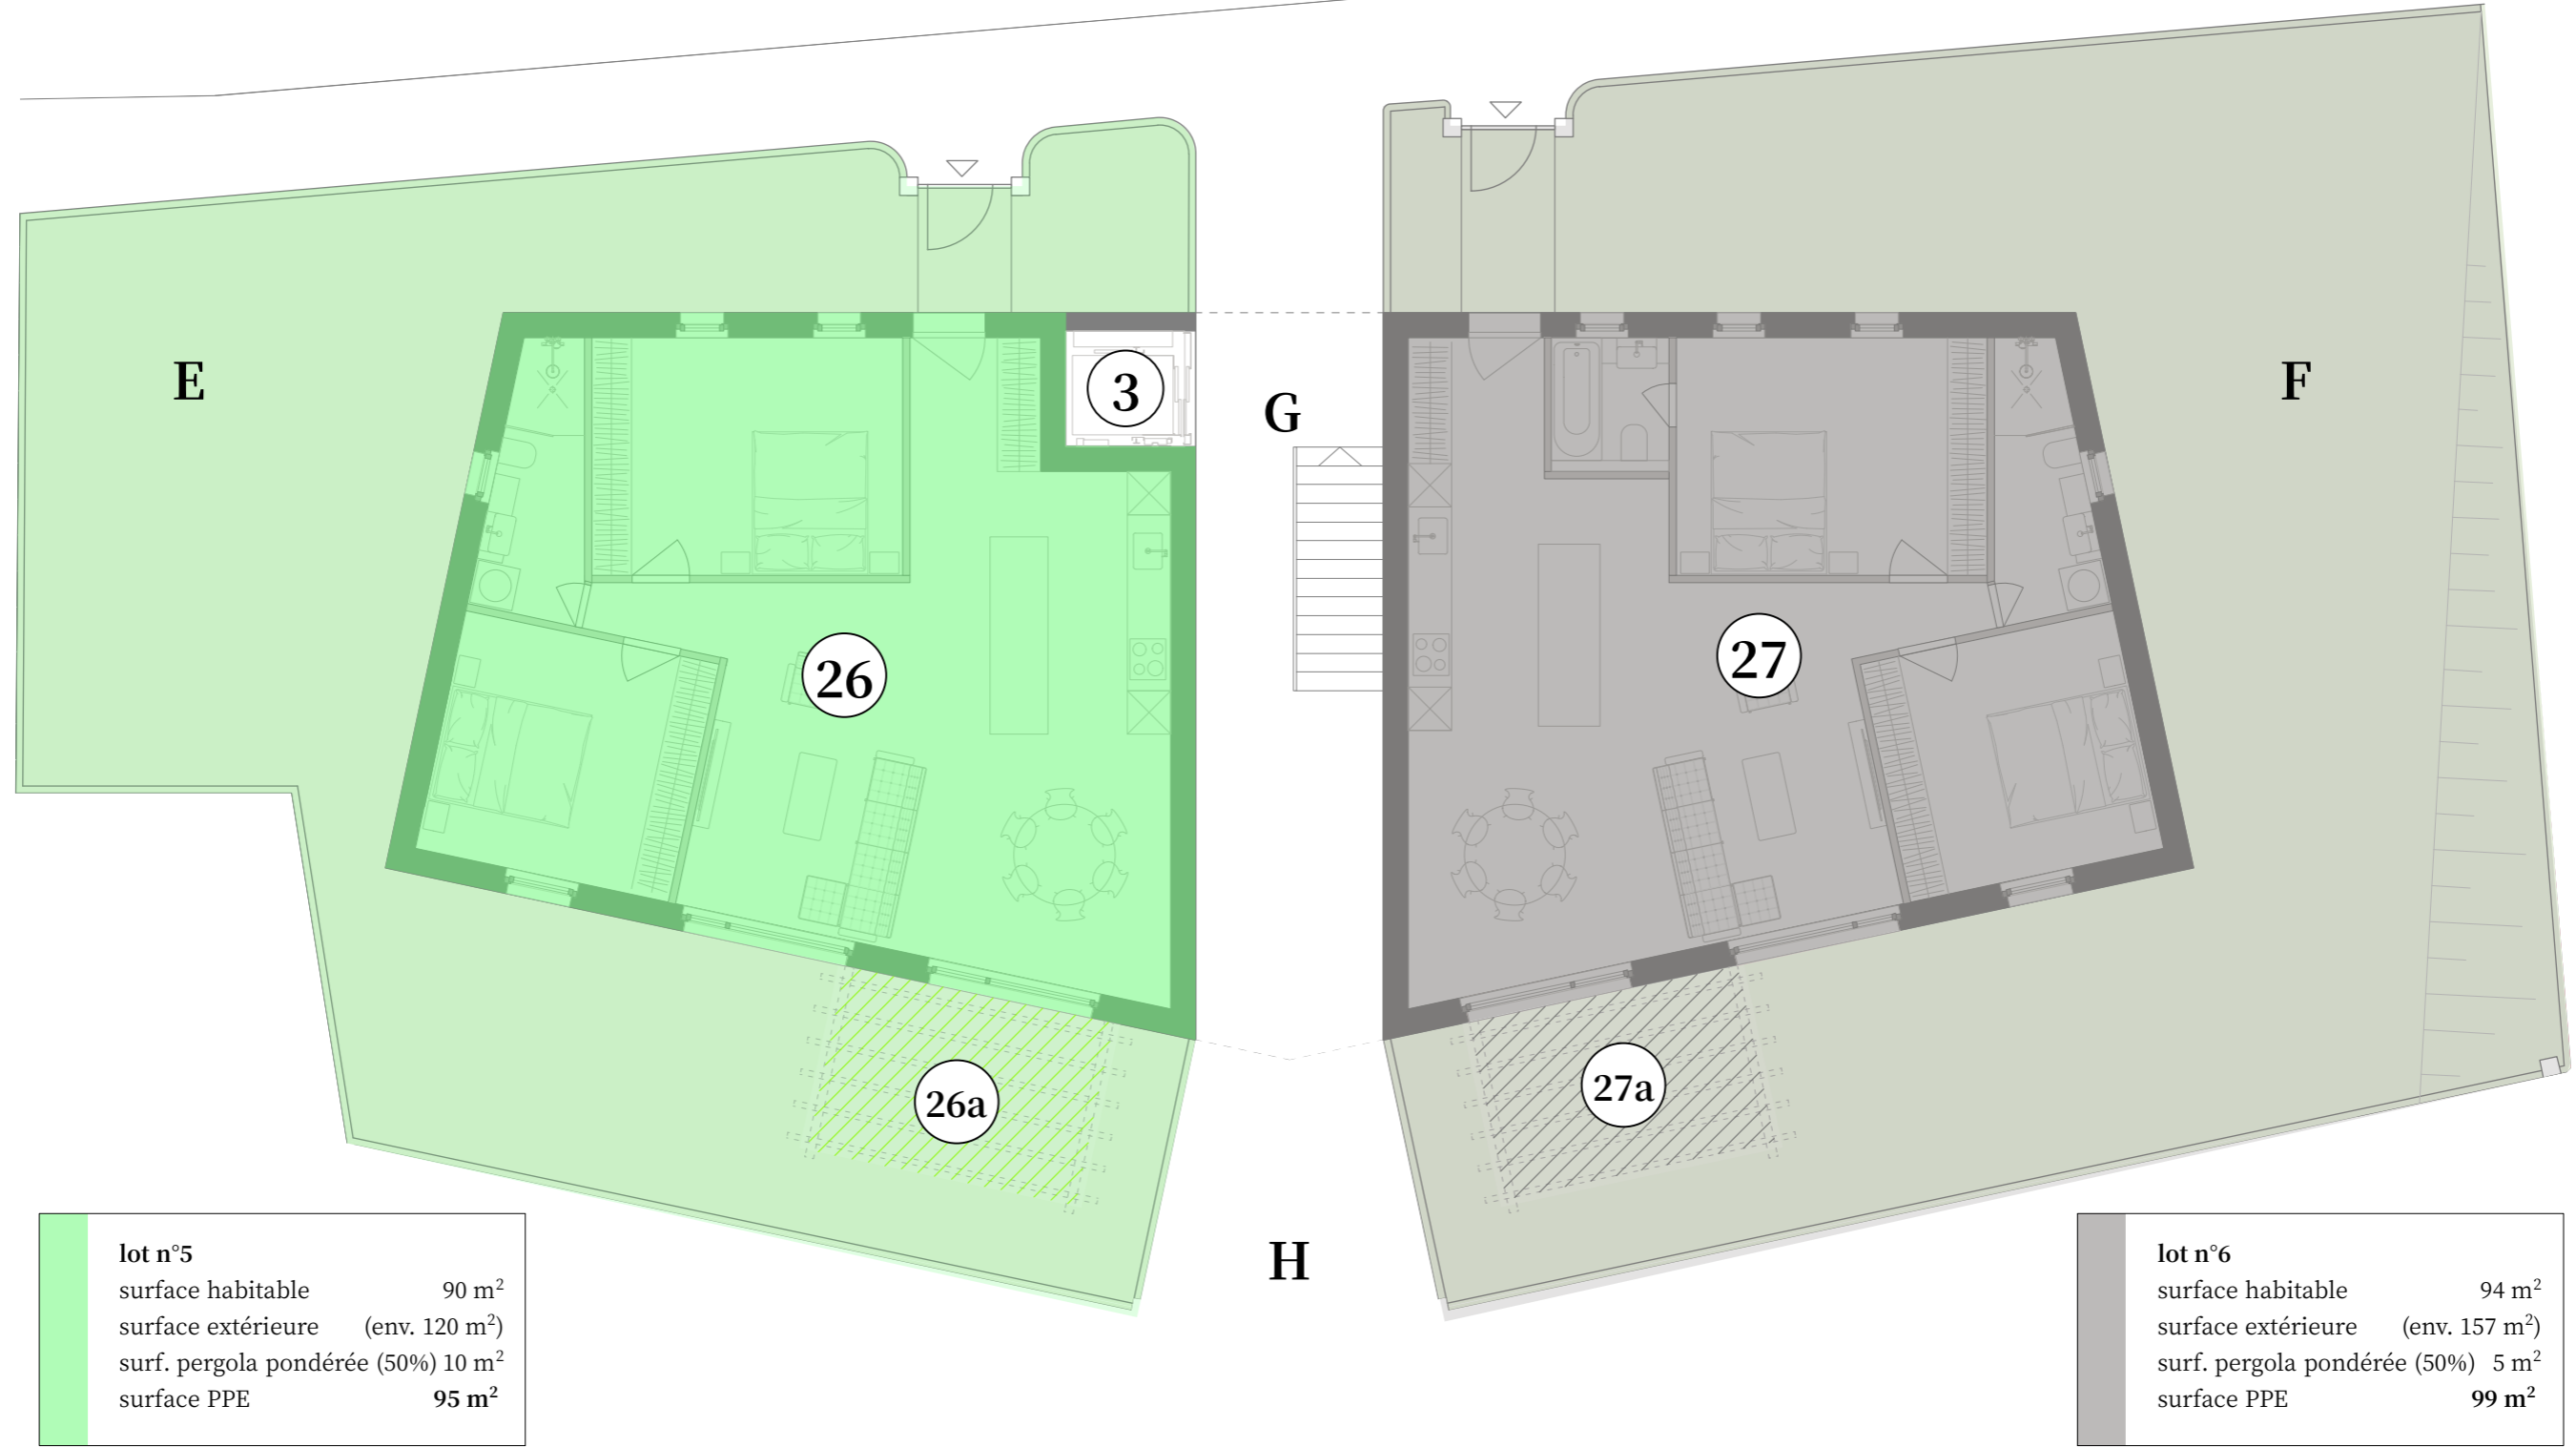 E
3
G
F
26
27
26a
27a
H
lot n°5
surface habitable 90 m²
surface extérieure (env. 120 m²)
surf. pergola pondérée (50%) 10 m²
surface PPE 95 m²
lot n°6
surface habitable 94 m²
surface extérieure (env. 157 m²)
surf. pergola pondérée (50%) 5 m²
surface PPE 99 m²